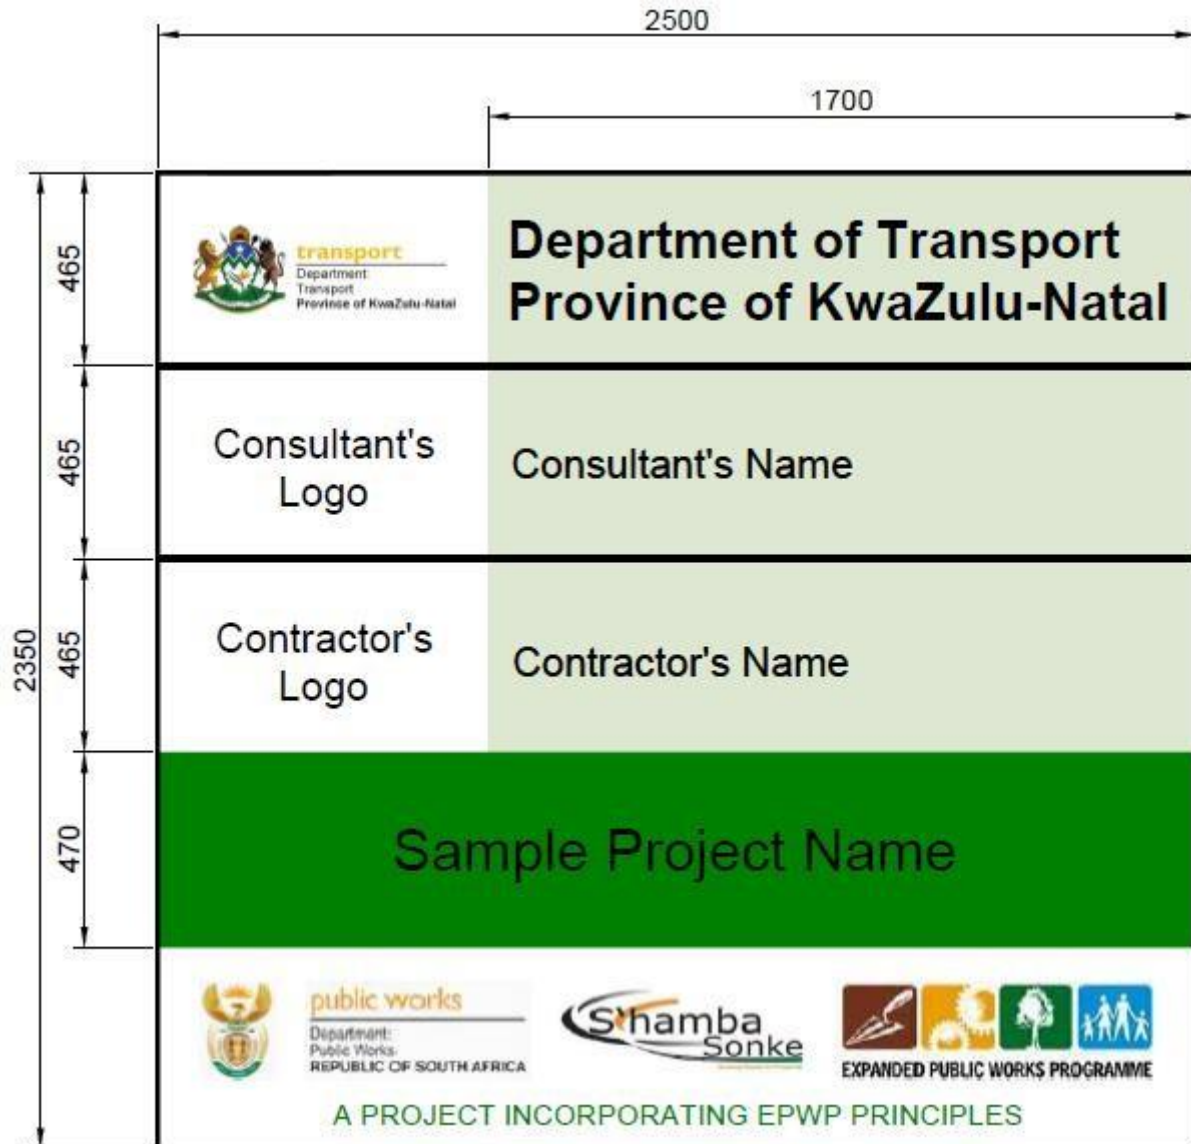 2500
1700
2350
465
transport
Department
Transport
Province of KwaZulu-Natal
Department of Transport
Province of KwaZulu-Natal
465
Consultant's
Logo
Consultant's Name
465
Contractor's
Logo
Contractor's Name
470
Sample Project Name
public works
Department:
Public Works
REPUBLIC OF SOUTH AFRICA
S'hamba
Sonke
EXPANDED PUBLIC WORKS PROGRAMME
A PROJECT INCORPORATING EPWP PRINCIPLES